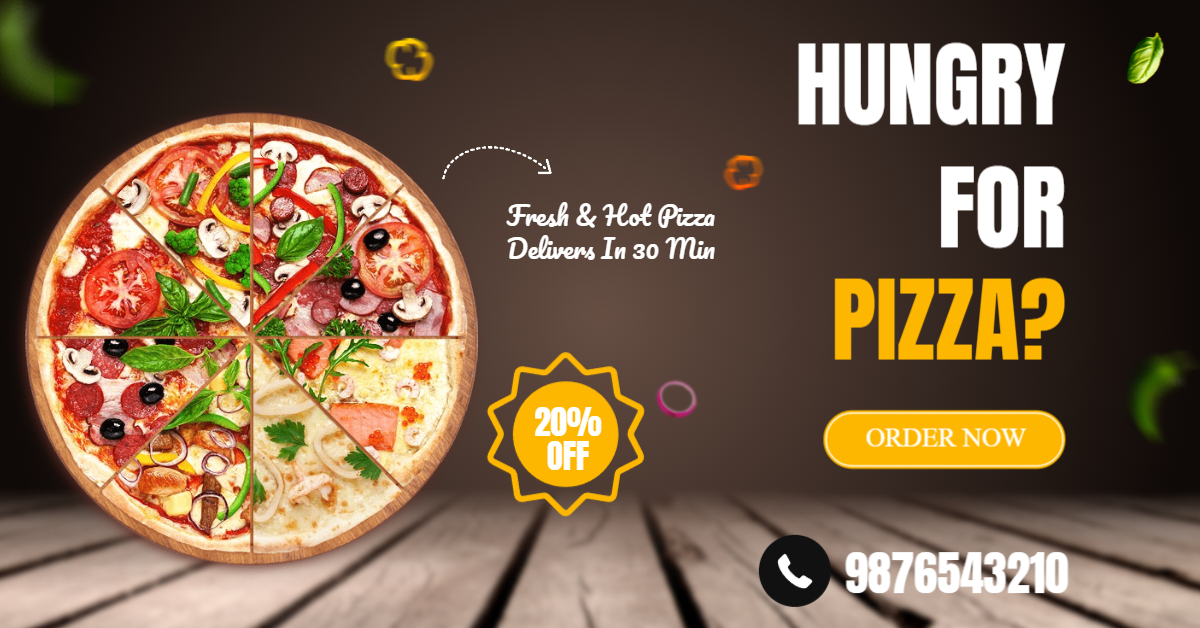 HUNGRY
FOR
PIZZA?
Fresh & Hot Pizza
Delivers In 30 Min
20%
OFF
ORDER NOW
9876543210